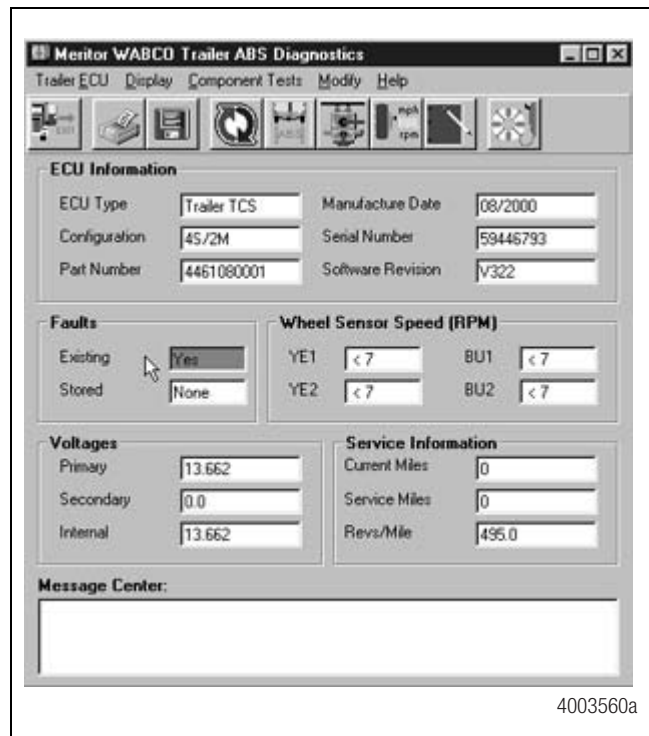 Meritor WABCO Trailer ABS Diagnostics
Trailer ECU Display Component Tests Modify Help
EXIT ABS mph rpm
ECU Information
ECU Type Trailer TCS Manufacture Date 08/2000
Configuration 4S/2M Serial Number 59446793
Part Number 4461080001 Software Revision V322
Faults Wheel Sensor Speed (RPM)
Existing Yes YE1 < 7 BU1 < 7
Stored None YE2 < 7 BU2 < 7
Voltages Service Information
Primary 13.662 Current Miles 0
Secondary 0.0 Service Miles 0
Internal 13.662 Revs/Mile 495.0
Message Center:
4003560a